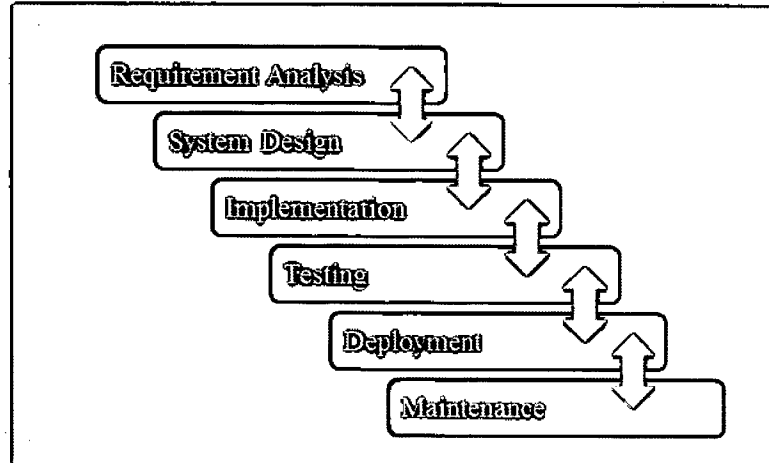 Requirement Analysis
System Design
Implementation
Testing
Deployment
Maintenance